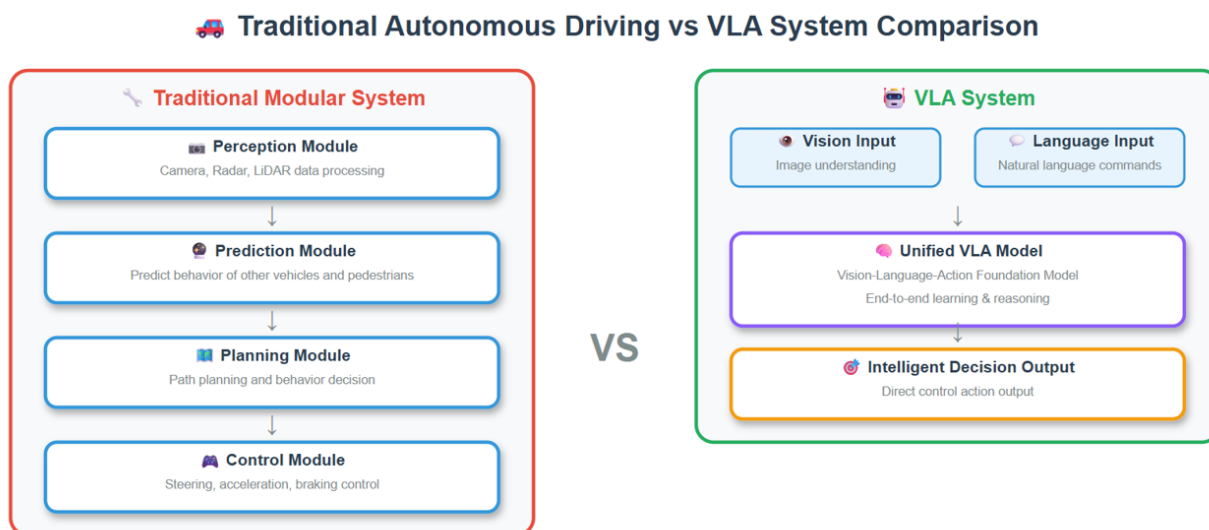 Traditional Autonomous Driving vs VLA System Comparison
Traditional Modular System
Perception Module
Camera, Radar, LiDAR data processing
Prediction Module
Predict behavior of other vehicles and pedestrians
Planning Module
Path planning and behavior decision
Control Module
Steering, acceleration, braking control
VS
VLA System
Vision Input
Image understanding
Language Input
Natural language commands
Unified VLA Model
Vision-Language-Action Foundation Model
End-to-end learning & reasoning
Intelligent Decision Output
Direct control action output